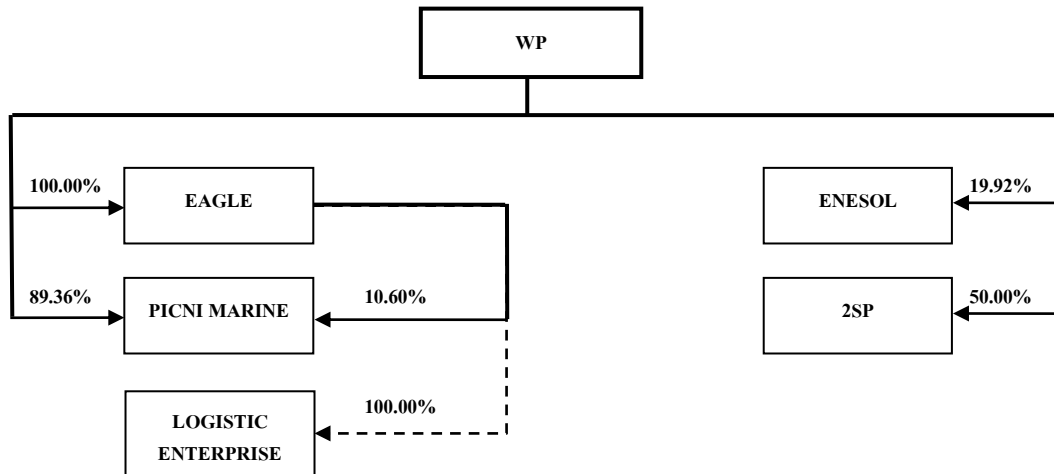 WP
100.00%
EAGLE
89.36%
PICNI MARINE
10.60%
LOGISTIC
ENTERPRISE
100.00%
ENESOL
19.92%
2SP
50.00%